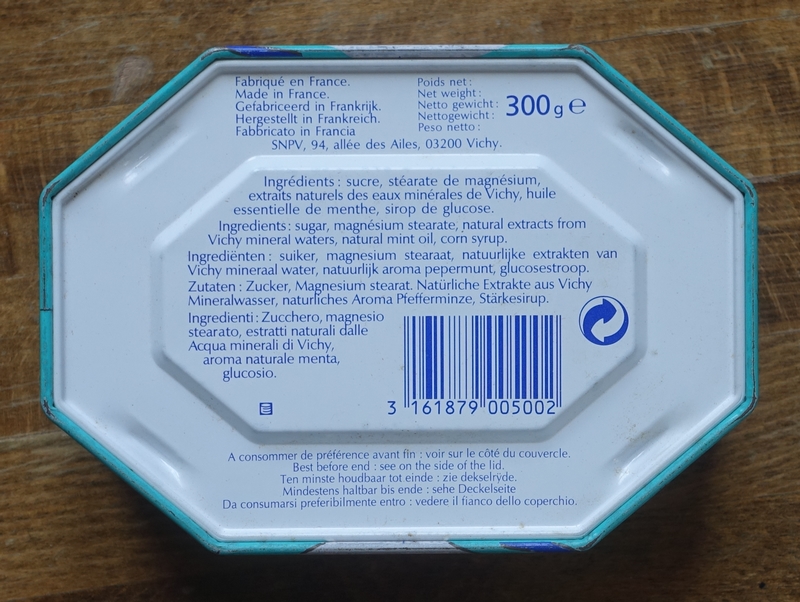 Fabriqué en France.
Made in France.
Gefabriceerd in Frankrijk.
Hergestellt in Frankreich.
Fabbricato in Francia
Poids net :
Net weight :
Netto gewicht :
Nettogewicht :
Peso netto :
300g ℮
SNPV, 94, allée des Ailes, 03200 Vichy.
Ingrédients : sucre, stéarate de magnésium,
extraits naturels des eaux minérales de Vichy, huile
essentielle de menthe, sirop de glucose.
Ingredients : sugar, magnésium stearate, natural extracts from
Vichy mineral waters, natural mint oil, corn syrup.
Ingrediënten : suiker, magnesium stearaat, natuurlijke extrakten van
Vichy mineraal water, natuurlijk aroma pepermunt, glucosestroop.
Zutaten : Zucker, Magnesium stearat. Natürliche Extrakte aus Vichy
Mineralwasser, naturliches Aroma Pfefferminze, Stärkesirup.
Ingredienti : Zucchero, magnesio
stearato, estratti naturali dalle
Acqua minerali di Vichy,
aroma naturale menta,
glucosio.
3 161879 005002
A consommer de préférence avant fin : voir sur le côté du couvercle.
Best before end : see on the side of the lid.
Ten minste houdbaar tot einde : zie dekselryde.
Mindestens haltbar bis ende : sehe Deckelseite
Da consumarsi preferibilmente entro : vedere il fianco dello coperchio.